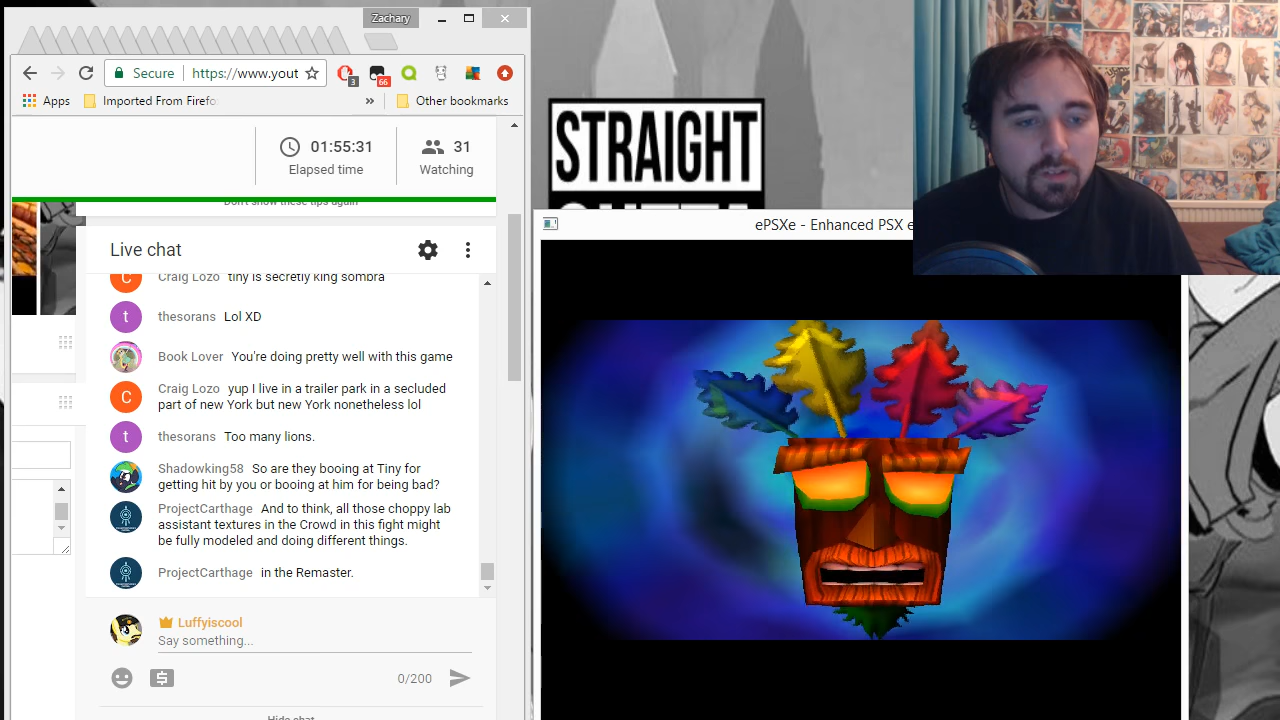 Zachary
Secure
https://www.yout
3
66
Apps
Imported From Firefo
»
Other bookmarks
01:55:31
Elapsed time
31
Watching
Don't show these tips again
Live chat
C Craig Lozo tiny is secretly king sombra
t thesorans Lol XD
Book Lover You're doing pretty well with this game
C Craig Lozo yup I live in a trailer park in a secluded
part of new York but new York nonetheless lol
t thesorans Too many lions.
Shadowking58 So are they booing at Tiny for
getting hit by you or booing at him for being bad?
ProjectCarthage And to think, all those choppy lab
assistant textures in the Crowd in this fight might
be fully modeled and doing different things.
ProjectCarthage in the Remaster.
Luffyiscool
Say something...
0/200
Hide chat
STRAIGHT
ePSXe - Enhanced PSX e